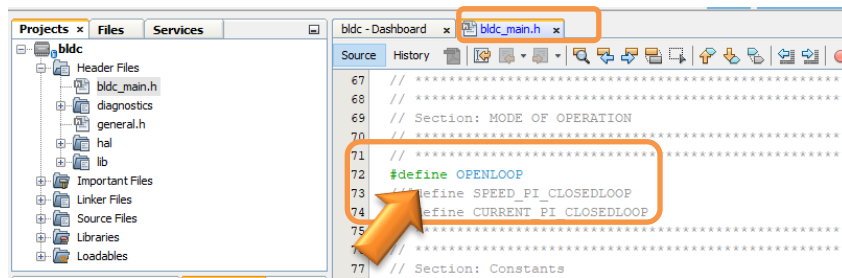 Projects × Files Services
bldc - Dashboard × bldc_main.h ×
bldc
Header Files
bldc_main.h
diagnostics
general.h
hal
lib
Important Files
Linker Files
Source Files
Libraries
Loadables
Source History
67 // ****************************************************
68 // ****************************************************
69 // Section: MODE OF OPERATION
70 // ****************************************************
71 // ****************************************************
72 #define OPENLOOP
73 //#define SPEED_PI_CLOSEDLOOP
74 define CURRENT_PI_CLOSEDLOOP
75 ****************************************************
// ****************************************************
77 // Section: Constants